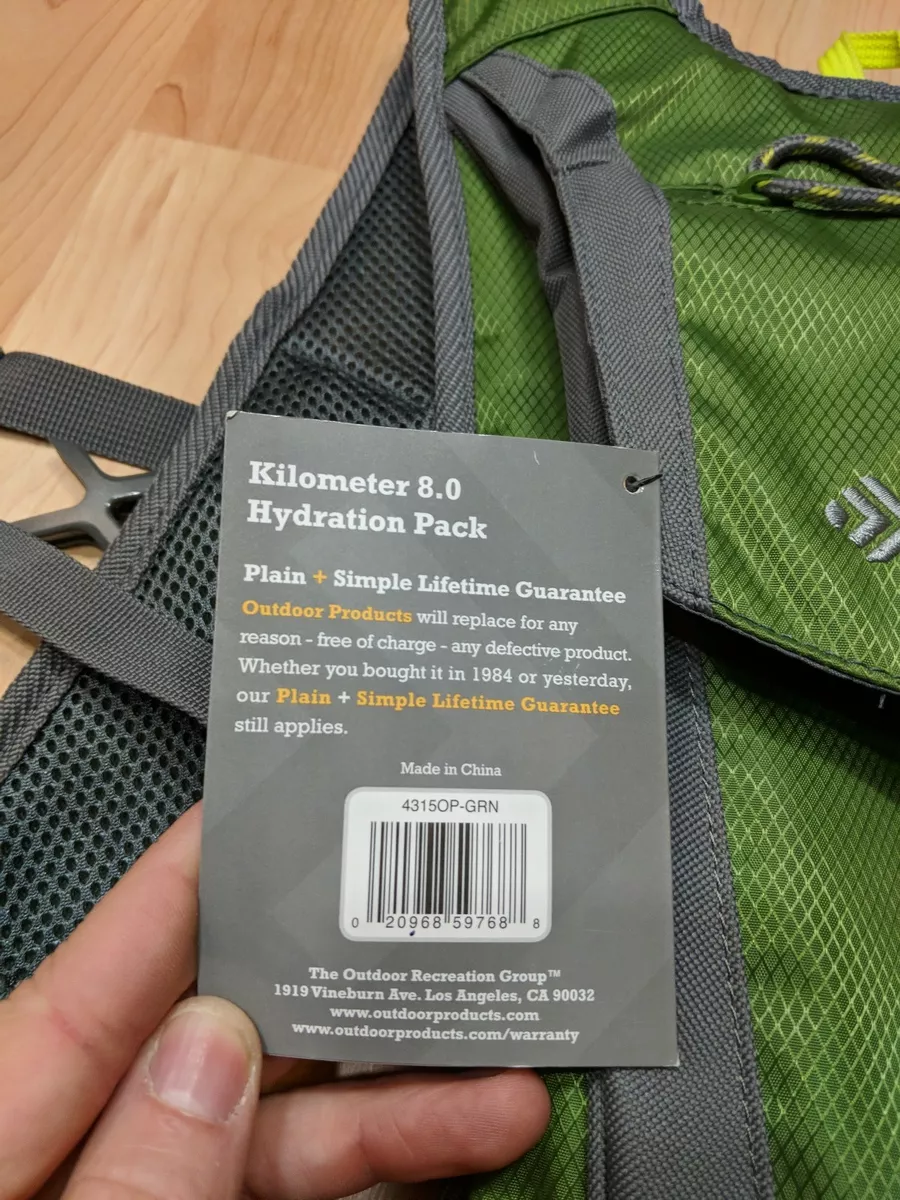 Kilometer 8.0
Hydration Pack
Plain + Simple Lifetime Guarantee
Outdoor Products will replace for any
reason - free of charge - any defective product.
Whether you bought it in 1984 or yesterday,
our Plain + Simple Lifetime Guarantee
still applies.
Made in China
4315OP-GRN
0 20968 59768 8
The Outdoor Recreation Group™
1919 Vineburn Ave. Los Angeles, CA 90032
www.outdoorproducts.com
www.outdoorproducts.com/warranty